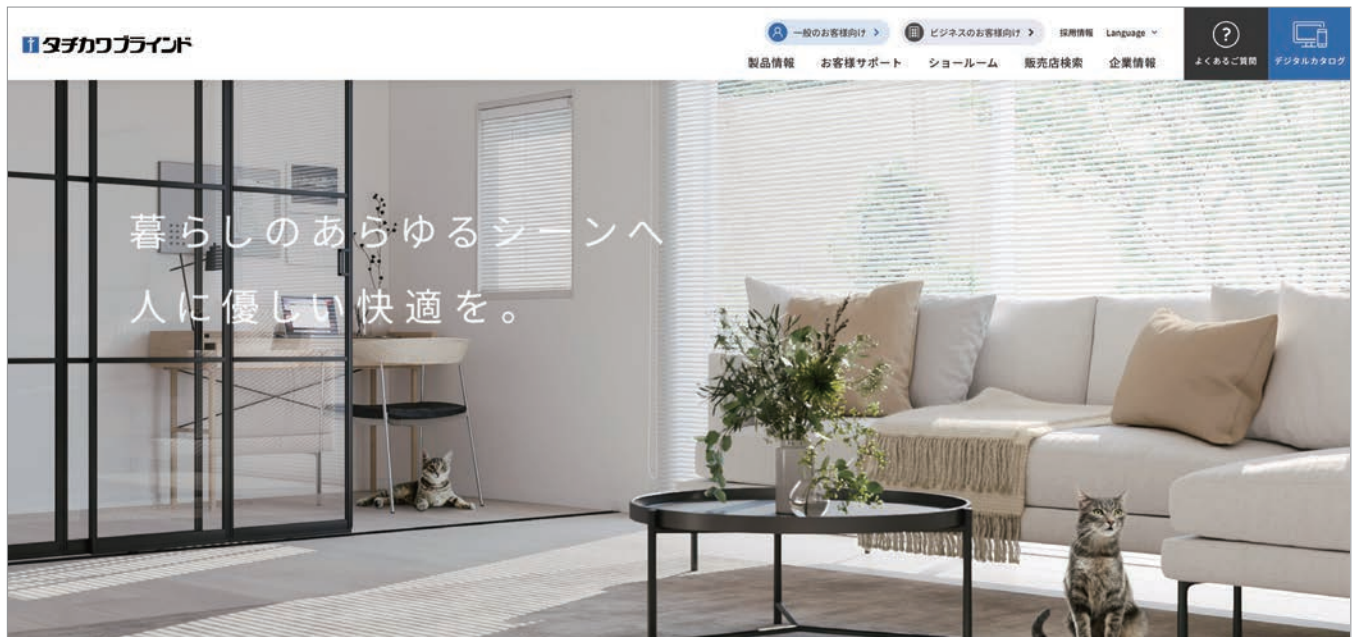 タチカワブラインド
一般のお客様向け
ビジネスのお客様向け
採用情報
Language
製品情報
お客様サポート
ショールーム
販売店検索
企業情報
よくあるご質問
デジタルカタログ
暮らしのあらゆるシーンへ
人に優しい快適を。